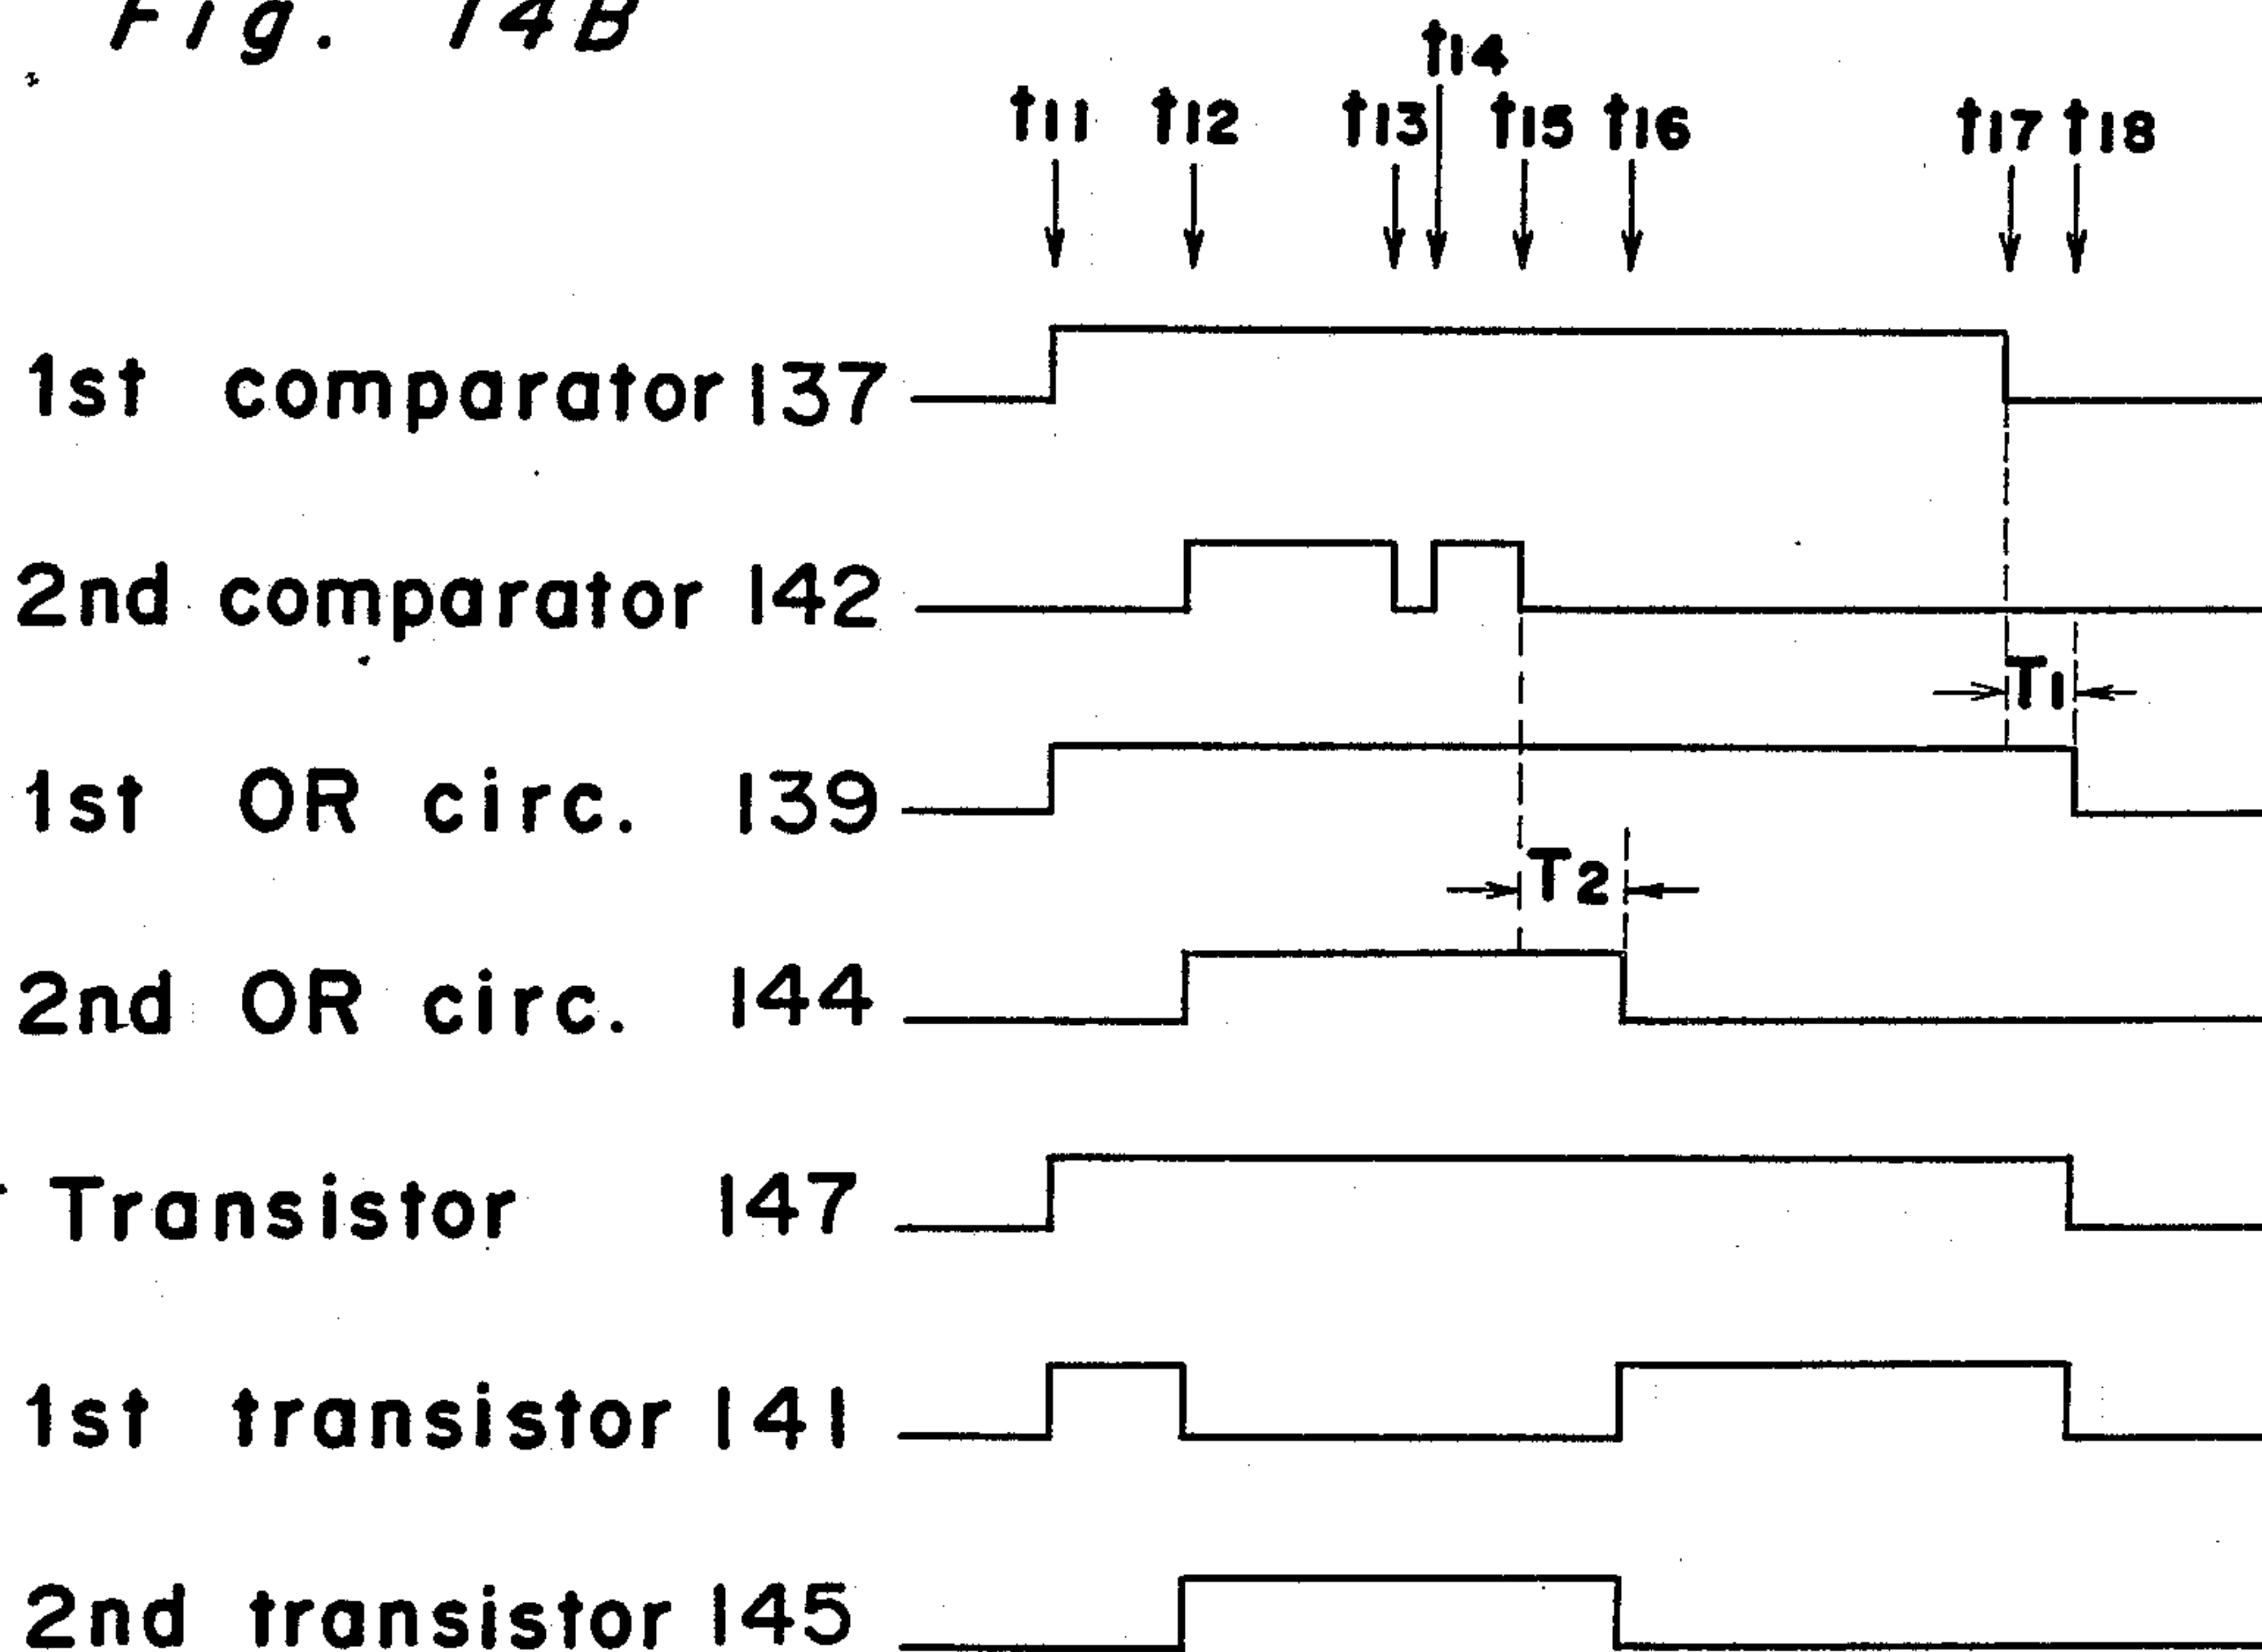 Fig. 14B
t14
t11 t12 t13 t15 t16 t17 t18
1st comparator 137
2nd comparator 142
T1
1st OR circ. 139
T2
2nd OR circ. 144
Transistor 147
1st transistor 141
2nd transistor 145